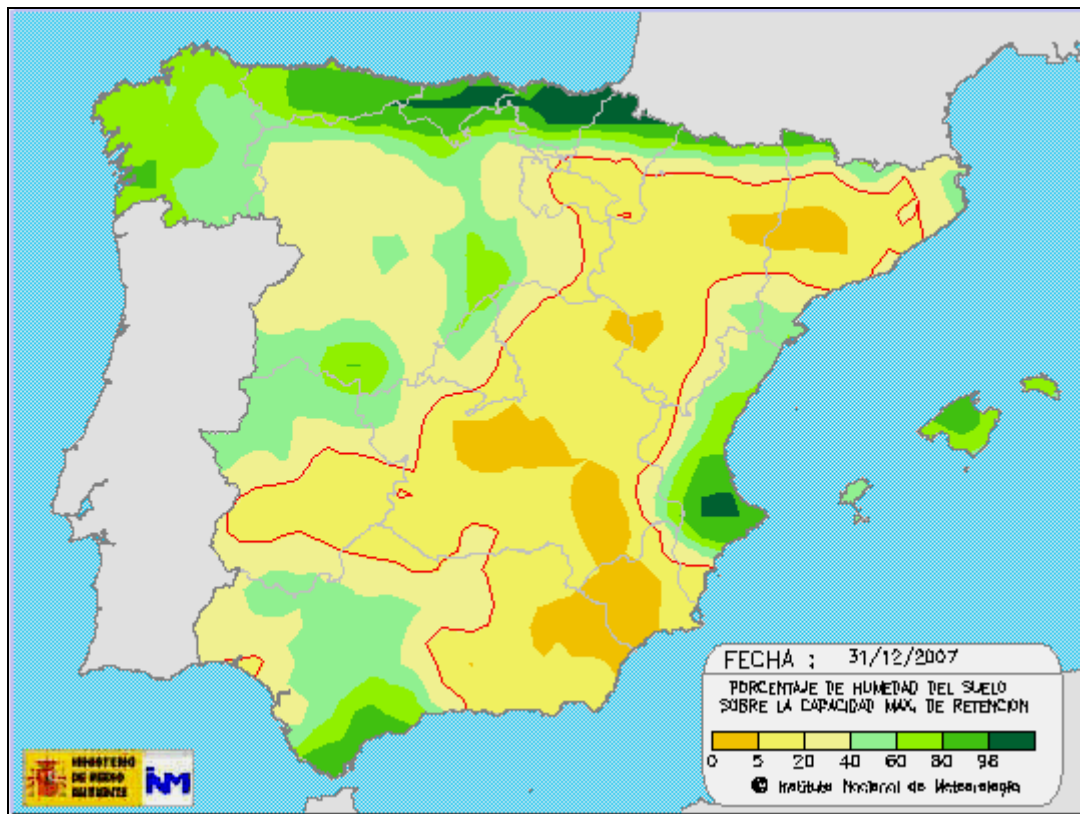 FECHA : 31/12/2007
PORCENTAJE DE HUMEDAD DEL SUELO
SOBRE LA CAPACIDAD MAX. DE RETENCION
0 5 20 40 60 80 98
© Instituto Nacional de Meteorología
MINISTERIO
DE MEDIO
AMBIENTE
INM